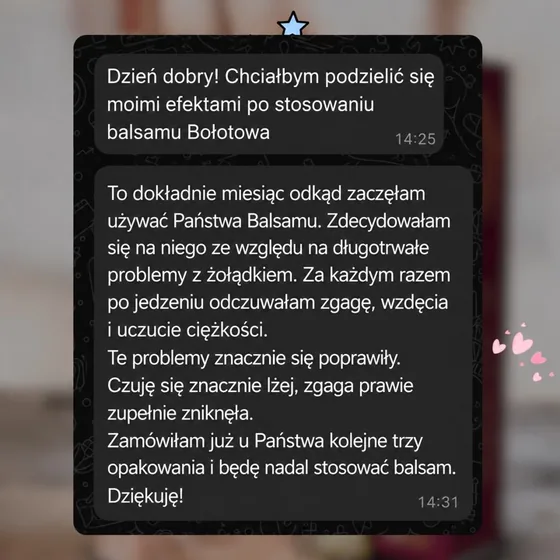 Dzień dobry! Chciałbym podzielić się
moimi efektami po stosowaniu
balsamu Bołotowa
14:25
To dokładnie miesiąc odkąd zaczęłam
używać Państwa Balsamu. Zdecydowałam
się na niego ze względu na długotrwałe
problemy z żołądkiem. Za każdym razem
po jedzeniu odczuwałam zgagę, wzdęcia
i uczucie ciężkości.
Te problemy znacznie się poprawiły.
Czuję się znacznie lżej, zgaga prawie
zupełnie zniknęła.
Zamówiłam już u Państwa kolejne trzy
opakowania i będę nadal stosować balsam.
Dziękuję!
14:31